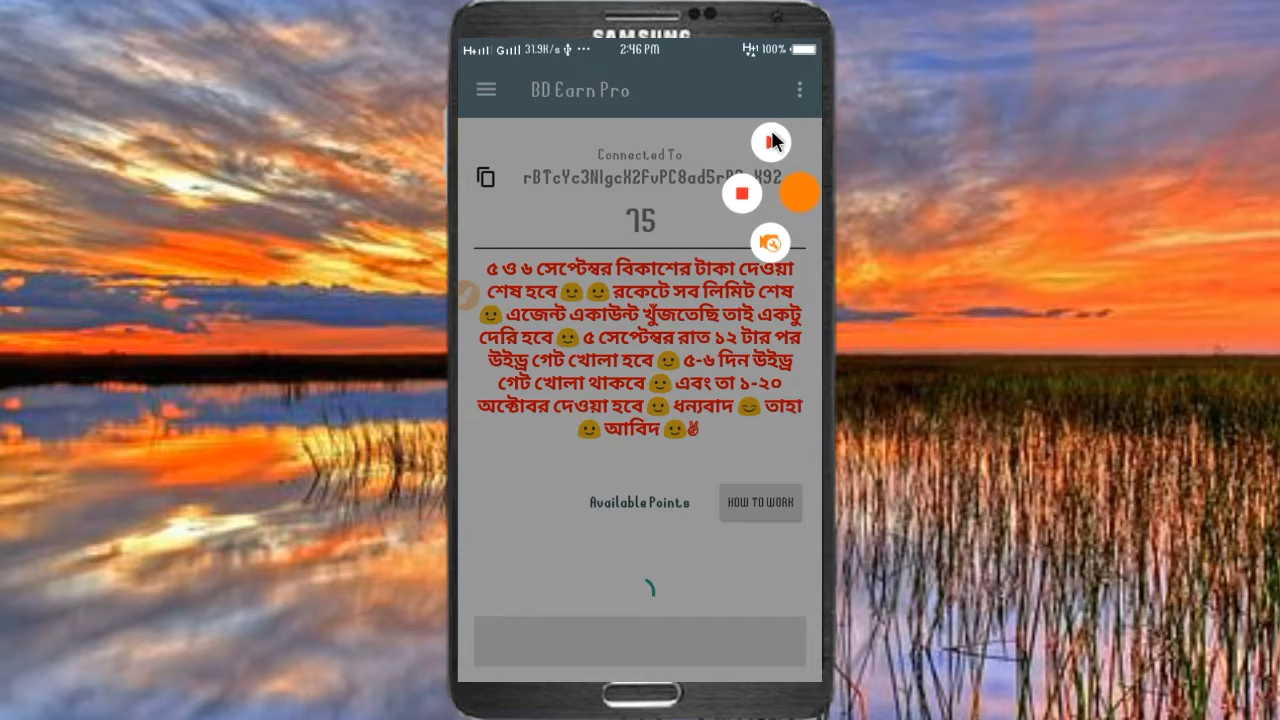 SAMSUNG
31.9K/s ••• 2:46 PM 100%
BD Earn Pro
Connected To
75
৫ ও ৬ সেপ্টেম্বর বিকাশের টাকা দেওয়া
শেষ হবে 🙂 🙂 রকেটে সব লিমিট শেষ
🙂 এজেন্ট একাউন্ট খুঁজতেছি তাই একটু
দেরি হবে 🙂 ৫ সেপ্টেম্বর রাত ১২ টার পর
উইড্র গেট খোলা হবে 🙂 ৫-৬ দিন উইড্র
গেট খোলা থাকবে 🙂 এবং তা ১-২০
অক্টোবর দেওয়া হবে 🙂 ধন্যবাদ 😊 তাহা
🙂 আবিদ 🙂✌
Available Points
HOW TO WORK